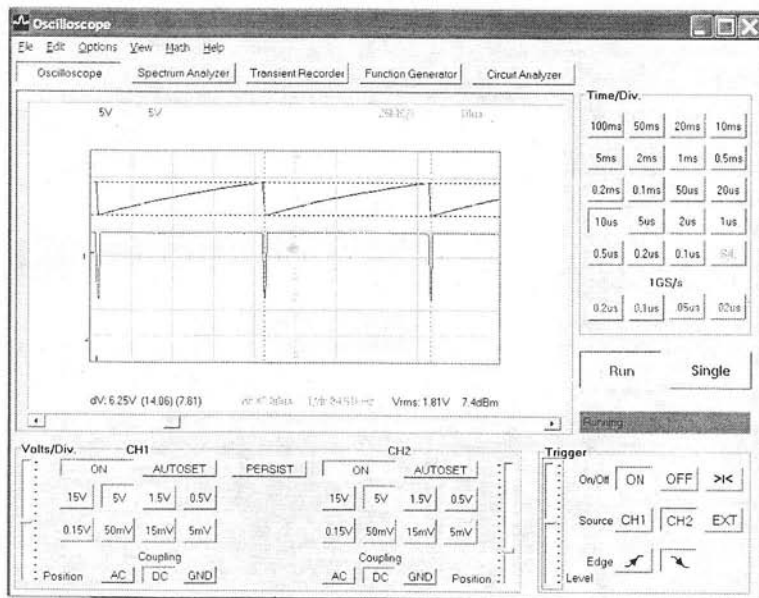 Oscilloscope
File Edit Options View Math Help
Oscilloscope Spectrum Analyzer Transient Recorder Function Generator Circuit Analyzer
5V 5V
dV: 6.25V (14.06) (7.81) Vrms: 1.81V 7.4dBm
Time/Div.
100ms 50ms 20ms 10ms
5ms 2ms 1ms 0.5ms
0.2ms 0.1ms 50us 20us
10us 5us 2us 1us
0.5us 0.2us 0.1us
1GS/s
0.2us 0.1us .05us .02us
Run Single
Running
Volts/Div. CH1 CH2
ON AUTOSET PERSIST ON AUTOSET
15V 5V 1.5V 0.5V 15V 5V 1.5V 0.5V
0.15V 50mV 15mV 5mV 0.15V 50mV 15mV 5mV
Coupling Coupling
Position AC DC GND AC DC GND Position
Trigger
On/Off ON OFF >I<
Source CH1 CH2 EXT
Edge
Level